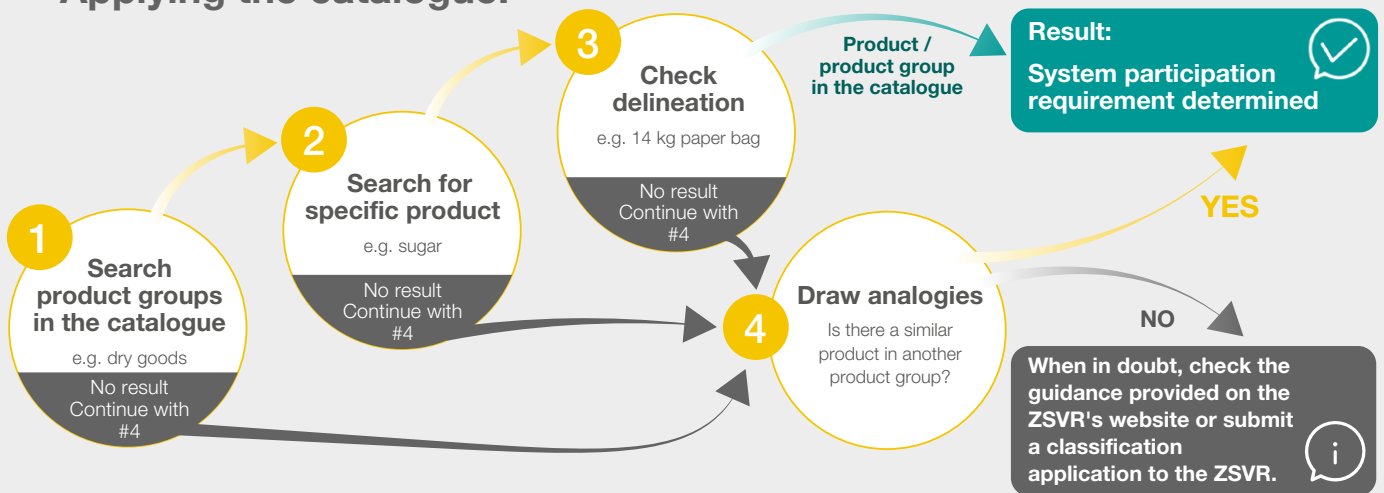 Applying the catalogue:
1
Search
product groups
in the catalogue
e.g. dry goods
No result
Continue with
#4
2
Search for
specific product
e.g. sugar
No result
Continue with
#4
3
Check
delineation
e.g. 14 kg paper bag
No result
Continue with
#4
Product /
product group
in the catalogue
Result:
System participation
requirement determined
4
Draw analogies
Is there a similar
product in another
product group?
YES
NO
When in doubt, check the
guidance provided on the
ZSVR's website or submit
a classification
application to the ZSVR.
i